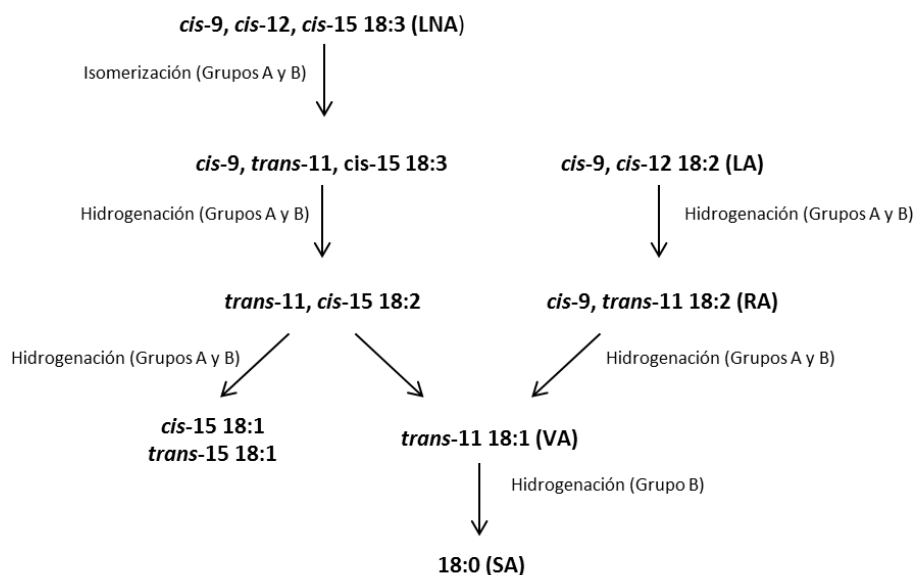 cis-9, cis-12, cis-15 18:3 (LNA)
Isomerización (Grupos A y B)
cis-9, trans-11, cis-15 18:3
cis-9, cis-12 18:2 (LA)
Hidrogenación (Grupos A y B)
Hidrogenación (Grupos A y B)
trans-11, cis-15 18:2
cis-9, trans-11 18:2 (RA)
Hidrogenación (Grupos A y B)
Hidrogenación (Grupos A y B)
cis-15 18:1
trans-15 18:1
trans-11 18:1 (VA)
Hidrogenación (Grupo B)
18:0 (SA)